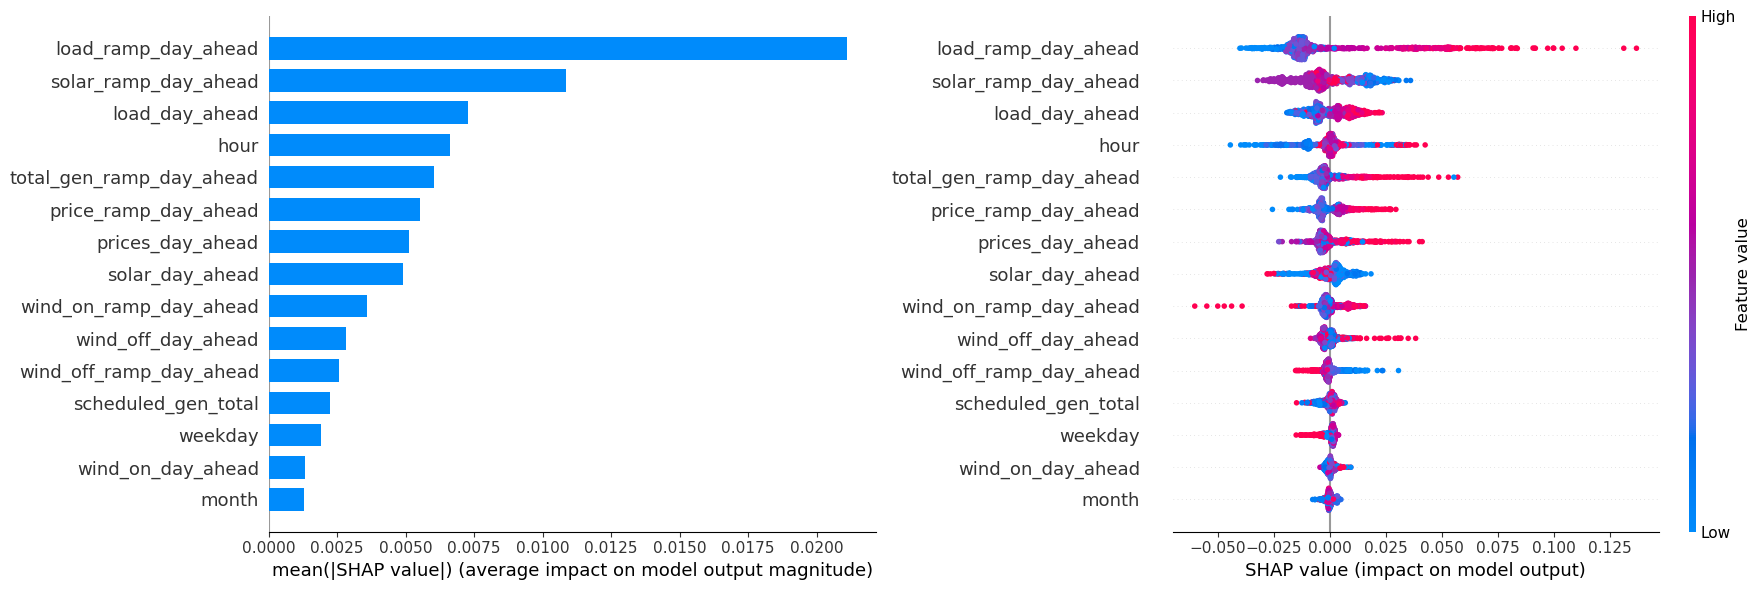 load_ramp_day_ahead
solar_ramp_day_ahead
load_day_ahead
hour
total_gen_ramp_day_ahead
price_ramp_day_ahead
prices_day_ahead
solar_day_ahead
wind_on_ramp_day_ahead
wind_off_day_ahead
wind_off_ramp_day_ahead
scheduled_gen_total
weekday
wind_on_day_ahead
month
0.0000 0.0025 0.0050 0.0075 0.0100 0.0125 0.0150 0.0175 0.0200
mean(|SHAP value|) (average impact on model output magnitude)
load_ramp_day_ahead
solar_ramp_day_ahead
load_day_ahead
hour
total_gen_ramp_day_ahead
price_ramp_day_ahead
prices_day_ahead
solar_day_ahead
wind_on_ramp_day_ahead
wind_off_day_ahead
wind_off_ramp_day_ahead
scheduled_gen_total
weekday
wind_on_day_ahead
month
−0.050 −0.025 0.000 0.025 0.050 0.075 0.100 0.125
SHAP value (impact on model output)
High
Feature value
Low